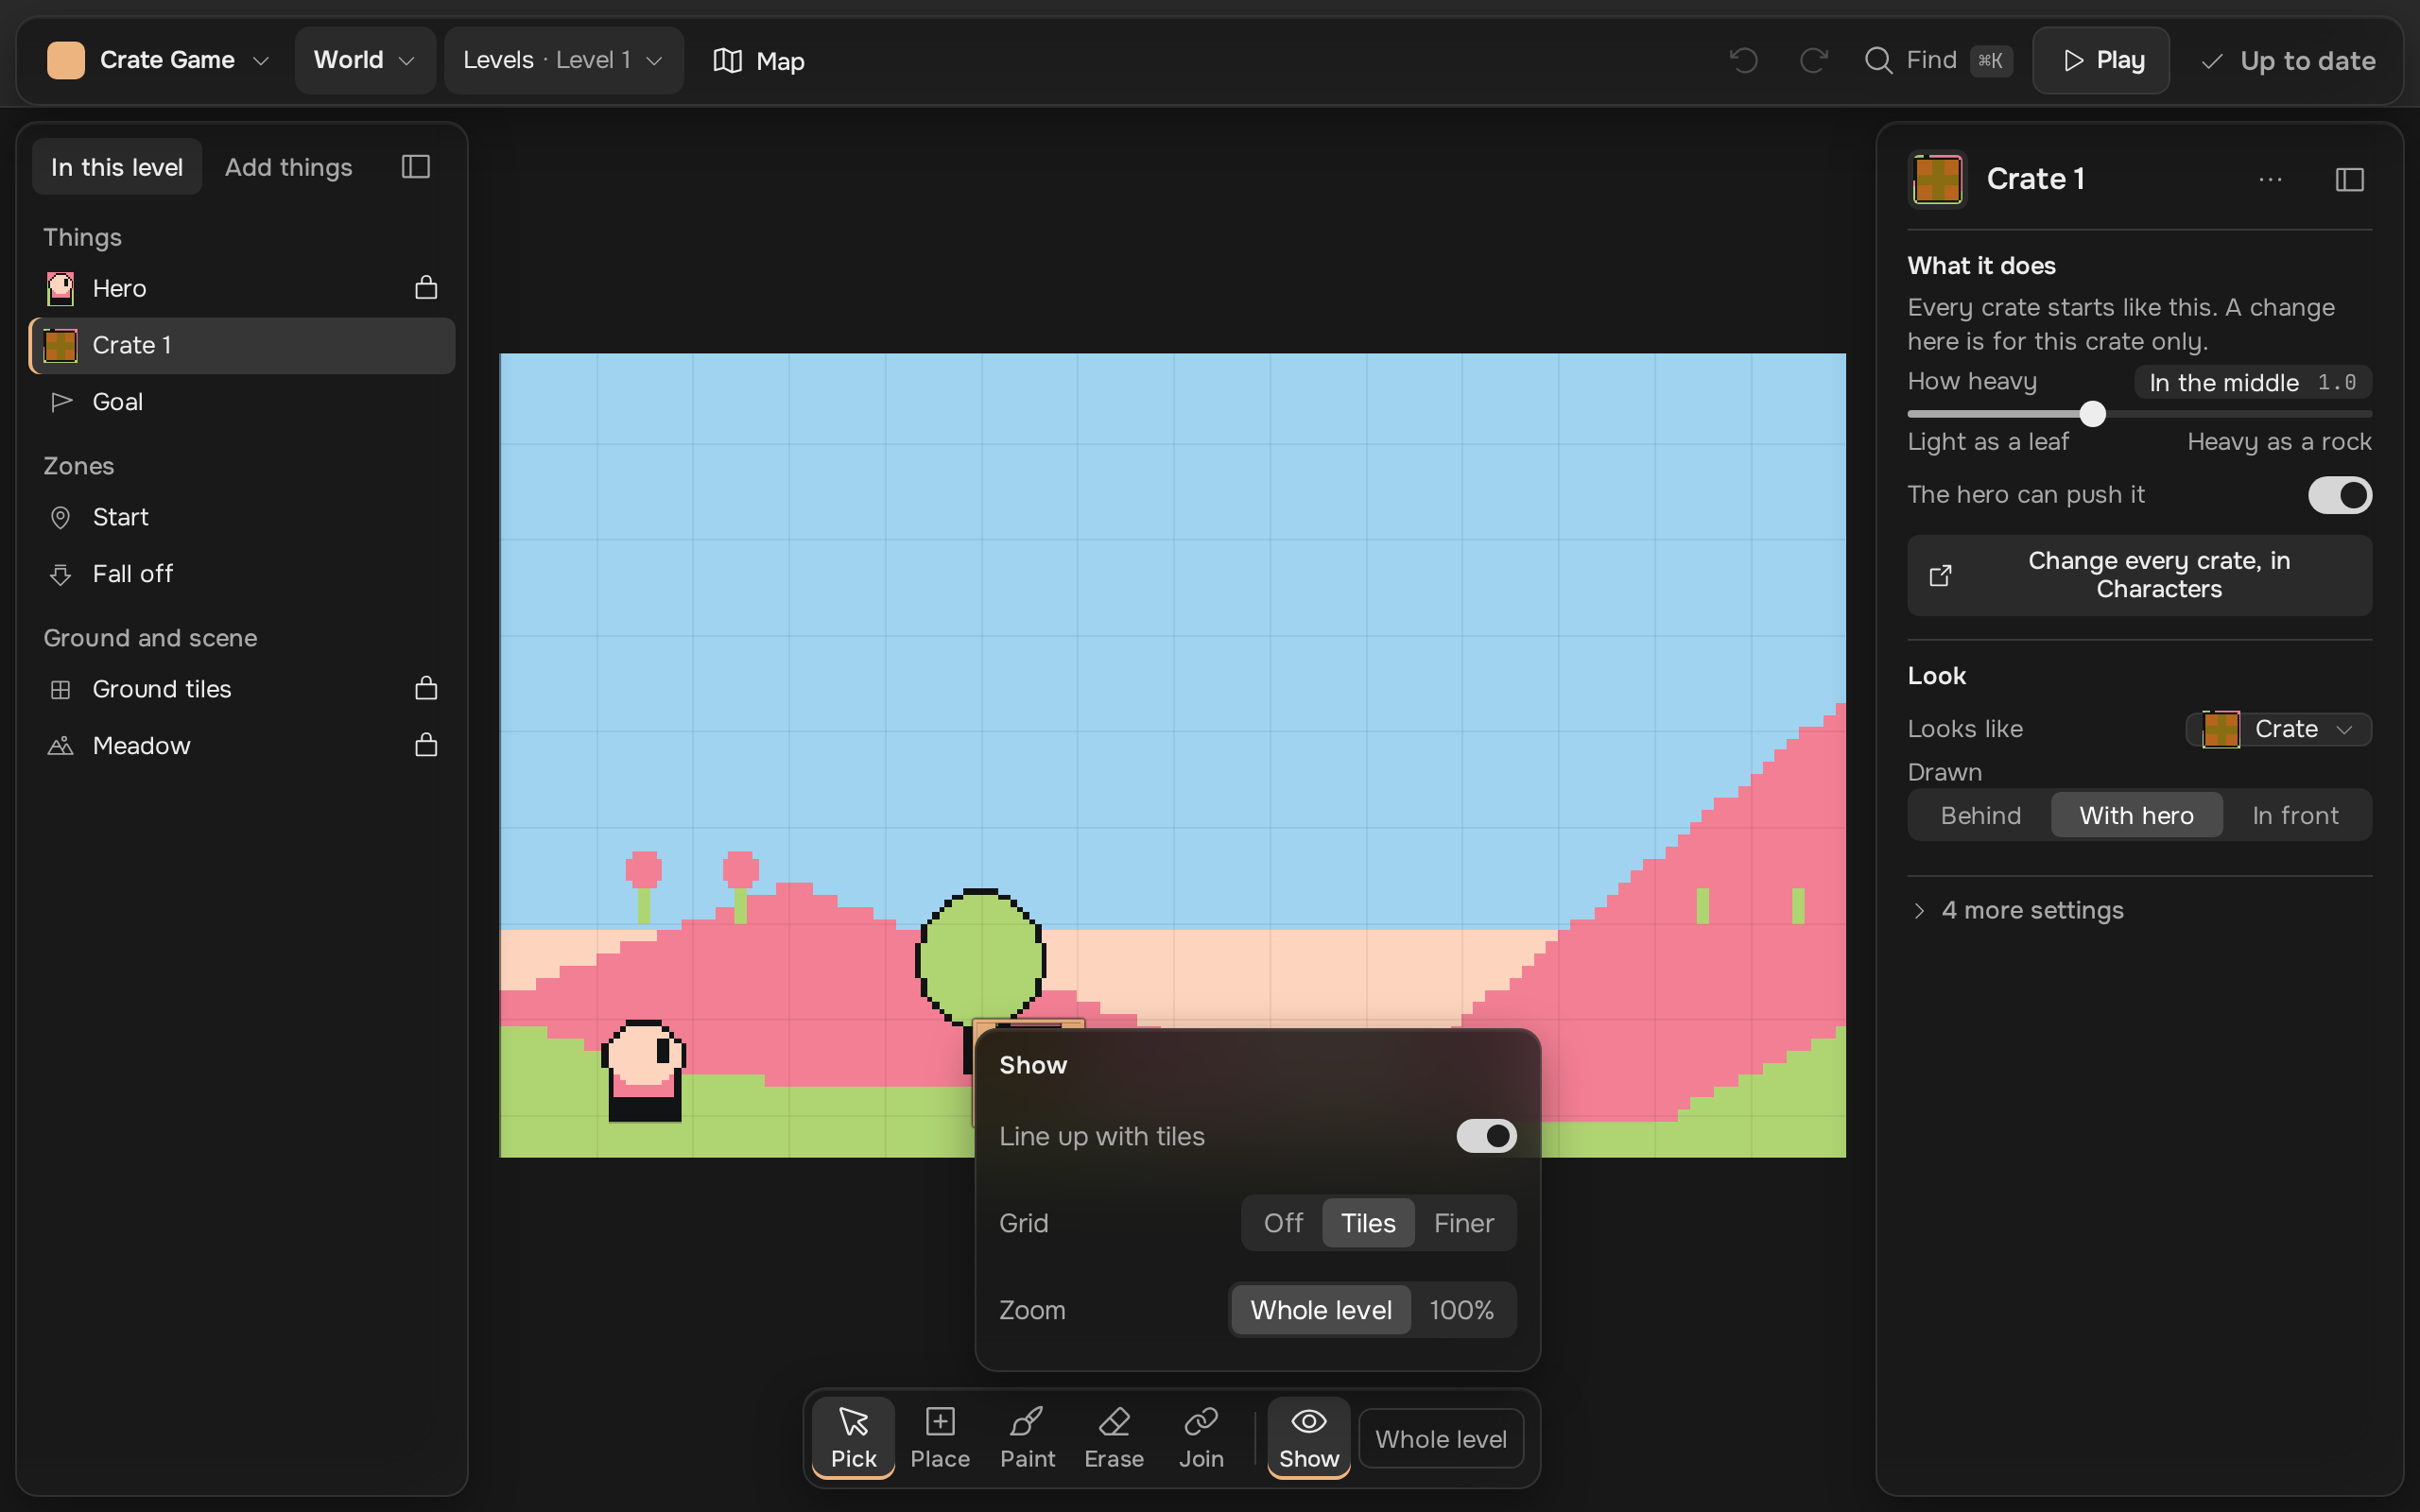 Crate Game
World
Levels · Level 1
Map
Find ⌘K
Play
Up to date
In this level
Add things
Things
Hero
Crate 1
Goal
Zones
Start
Fall off
Ground and scene
Ground tiles
Meadow
Show
Line up with tiles
Grid
Off
Tiles
Finer
Zoom
Whole level
100%
Pick
Place
Paint
Erase
Join
Show
Whole level
Crate 1
What it does
Every crate starts like this. A change
here is for this crate only.
How heavy
In the middle 1.0
Light as a leaf
Heavy as a rock
The hero can push it
Change every crate, in
Characters
Look
Looks like
Crate
Drawn
Behind
With hero
In front
4 more settings